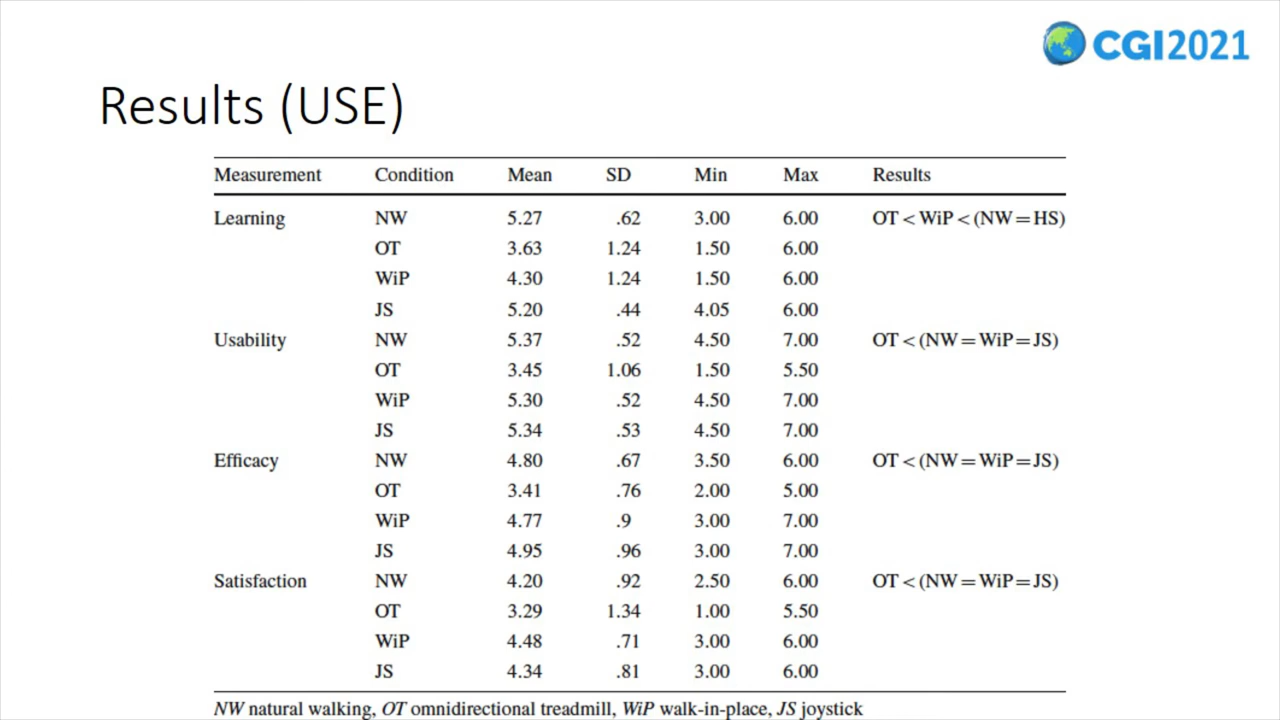 CGI2021
Results (USE)
Measurement Condition Mean SD Min Max Results
Learning NW 5.27 .62 3.00 6.00 OT < WiP < (NW = HS)
OT 3.63 1.24 1.50 6.00
WiP 4.30 1.24 1.50 6.00
JS 5.20 .44 4.05 6.00
Usability NW 5.37 .52 4.50 7.00 OT < (NW = WiP = JS)
OT 3.45 1.06 1.50 5.50
WiP 5.30 .52 4.50 7.00
JS 5.34 .53 4.50 7.00
Efficacy NW 4.80 .67 3.50 6.00 OT < (NW = WiP = JS)
OT 3.41 .76 2.00 5.00
WiP 4.77 .9 3.00 7.00
JS 4.95 .96 3.00 7.00
Satisfaction NW 4.20 .92 2.50 6.00 OT < (NW = WiP = JS)
OT 3.29 1.34 1.00 5.50
WiP 4.48 .71 3.00 6.00
JS 4.34 .81 3.00 6.00
NW natural walking, OT omnidirectional treadmill, WiP walk-in-place, JS joystick